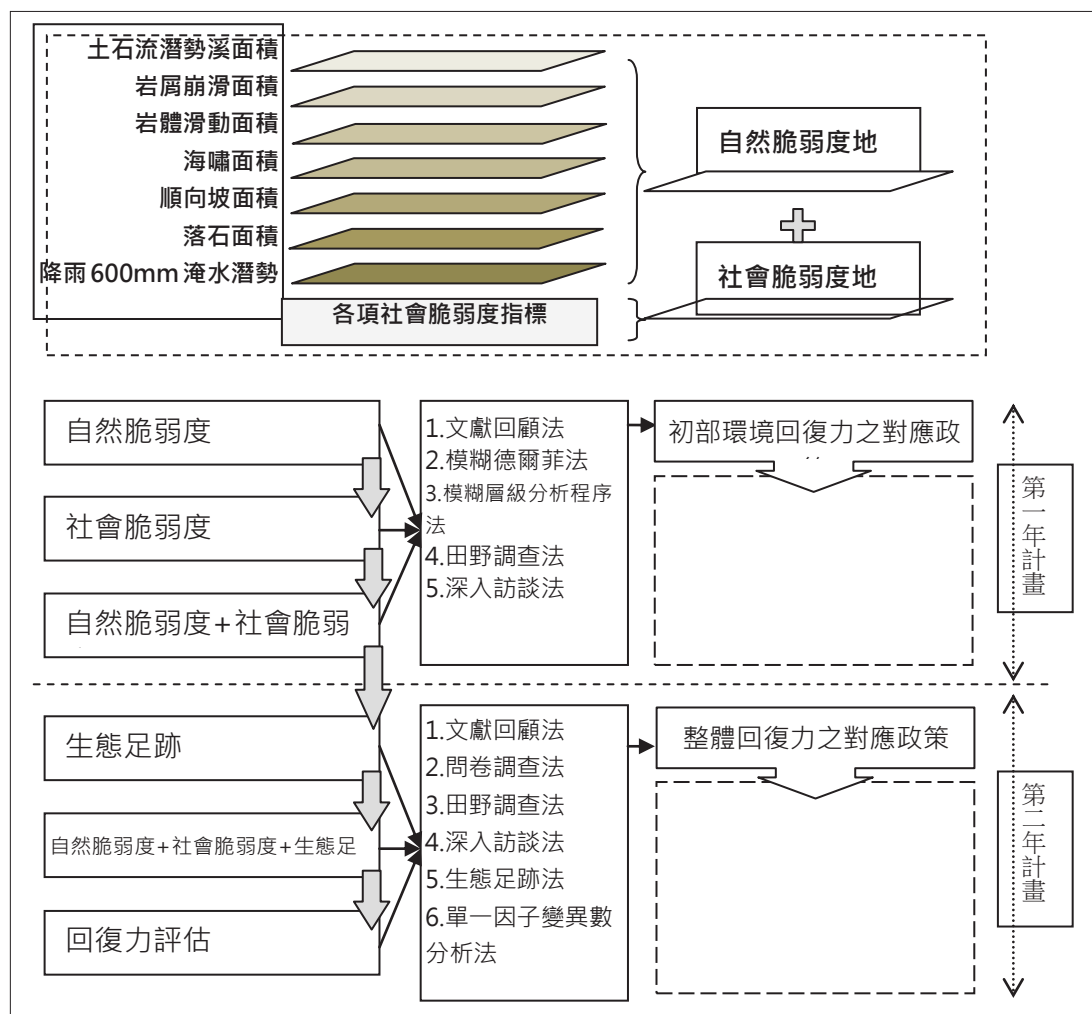 土石流潛勢溪面積
岩屑崩滑面積
岩體滑動面積
海嘯面積
順向坡面積
落石面積
降雨600mm淹水潛勢
各項社會脆弱度指標
自然脆弱度地
社會脆弱度地
自然脆弱度
社會脆弱度
自然脆弱度+社會脆弱
1.文獻回顧法
2.模糊德爾菲法
3.模糊層級分析程序
法
4.田野調查法
5.深入訪談法
初部環境回復力之對應政
第一年計畫
生態足跡
自然脆弱度+社會脆弱度+生態足
回復力評估
1.文獻回顧法
2.問卷調查法
3.田野調查法
4.深入訪談法
5.生態足跡法
6.單一因子變異數
分析法
整體回復力之對應政策
第二年計畫